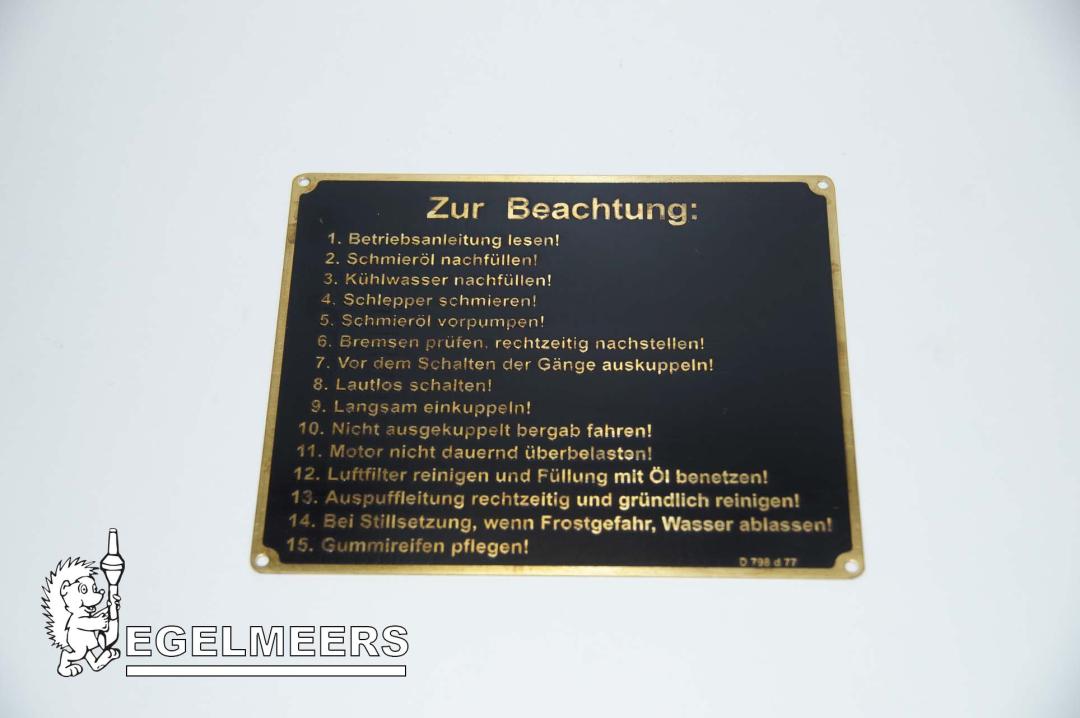 Zur Beachtung:
1. Betriebsanleitung lesen!
2. Schmieröl nachfüllen!
3. Kühlwasser nachfüllen!
4. Schlepper schmieren!
5. Schmieröl vorpumpen!
6. Bremsen prüfen, rechtzeitig nachstellen!
7. Vor dem Schalten der Gänge auskuppeln!
8. Lautlos schalten!
9. Langsam einkuppeln!
10. Nicht ausgekuppelt bergab fahren!
11. Motor nicht dauernd überbelasten!
12. Luftfilter reinigen und Füllung mit Öl benetzen!
13. Auspuffleitung rechtzeitig und gründlich reinigen!
14. Bei Stillsetzung, wenn Frostgefahr, Wasser ablassen!
15. Gummireifen pflegen!
D 798 d 77
EGELMEERS